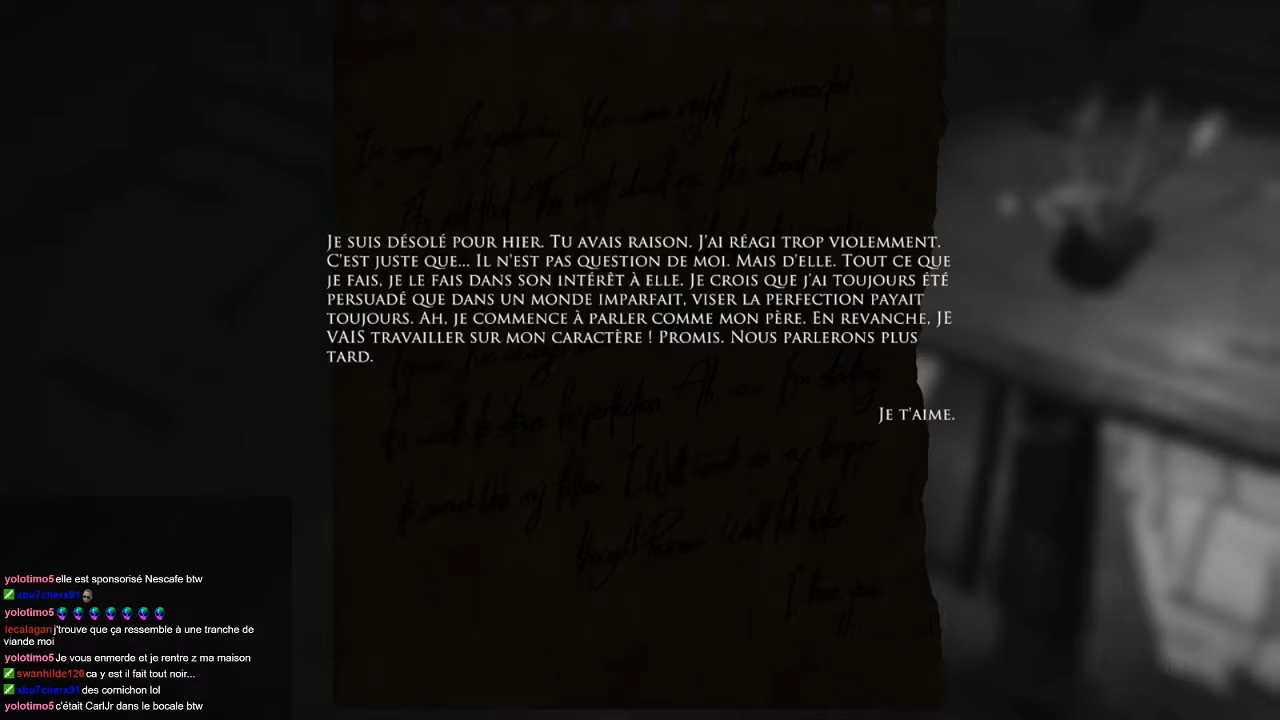 JE SUIS DÉSOLÉ POUR HIER. TU AVAIS RAISON. J'AI RÉAGI TROP VIOLEMMENT.
C'EST JUSTE QUE... IL N'EST PAS QUESTION DE MOI. MAIS D'ELLE. TOUT CE QUE
JE FAIS, JE LE FAIS DANS SON INTÉRÊT À ELLE. JE CROIS QUE J'AI TOUJOURS ÉTÉ
PERSUADÉ QUE DANS UN MONDE IMPARFAIT, VISER LA PERFECTION PAYAIT
TOUJOURS. AH, JE COMMENCE À PARLER COMME MON PÈRE. EN REVANCHE, JE
VAIS TRAVAILLER SUR MON CARACTÈRE ! PROMIS. NOUS PARLERONS PLUS
TARD.
JE T'AIME.
yolotimo5 elle est sponsorisé Nescafe btw
xbu7cnerx91
yolotimo5
lecalagan j'trouve que ça ressemble à une tranche de
viande moi
yolotimo5 Je vous enmerde et je rentre z ma maison
swanhilde120 ca y est il fait tout noir...
xbu7cnerx91 des cornichon lol
yolotimo5 c'était CarlJr dans le bocale btw